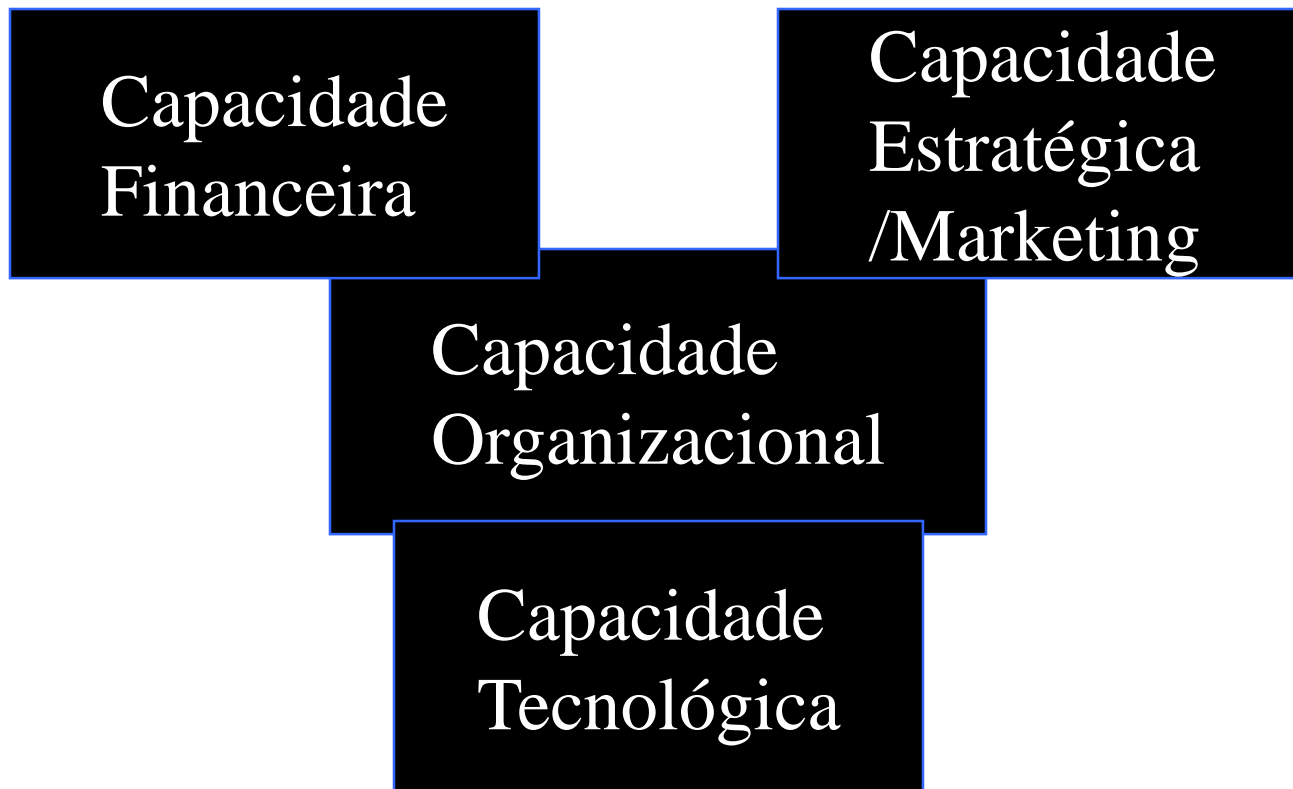 Capacidade
Financeira
Capacidade
Estratégica
/Marketing
Capacidade
Organizacional
Capacidade
Tecnológica